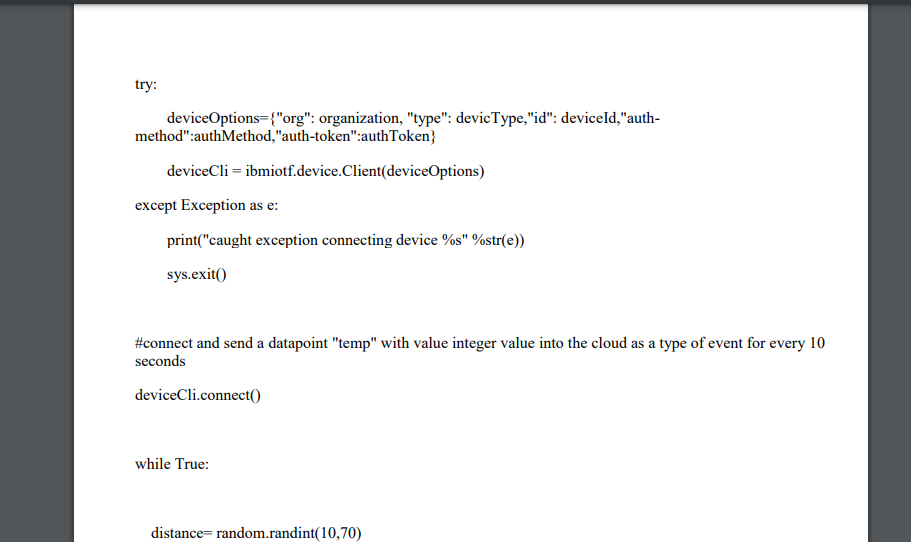 try:
deviceOptions={"org": organization, "type": devicType,"id": deviceId,"auth-
method":authMethod,"auth-token":authToken}
deviceCli = ibmiotf.device.Client(deviceOptions)
except Exception as e:
print("caught exception connecting device %s" %str(e))
sys.exit()
#connect and send a datapoint "temp" with value integer value into the cloud as a type of event for every 10
seconds
deviceCli.connect()
while True:
distance= random.randint(10,70)